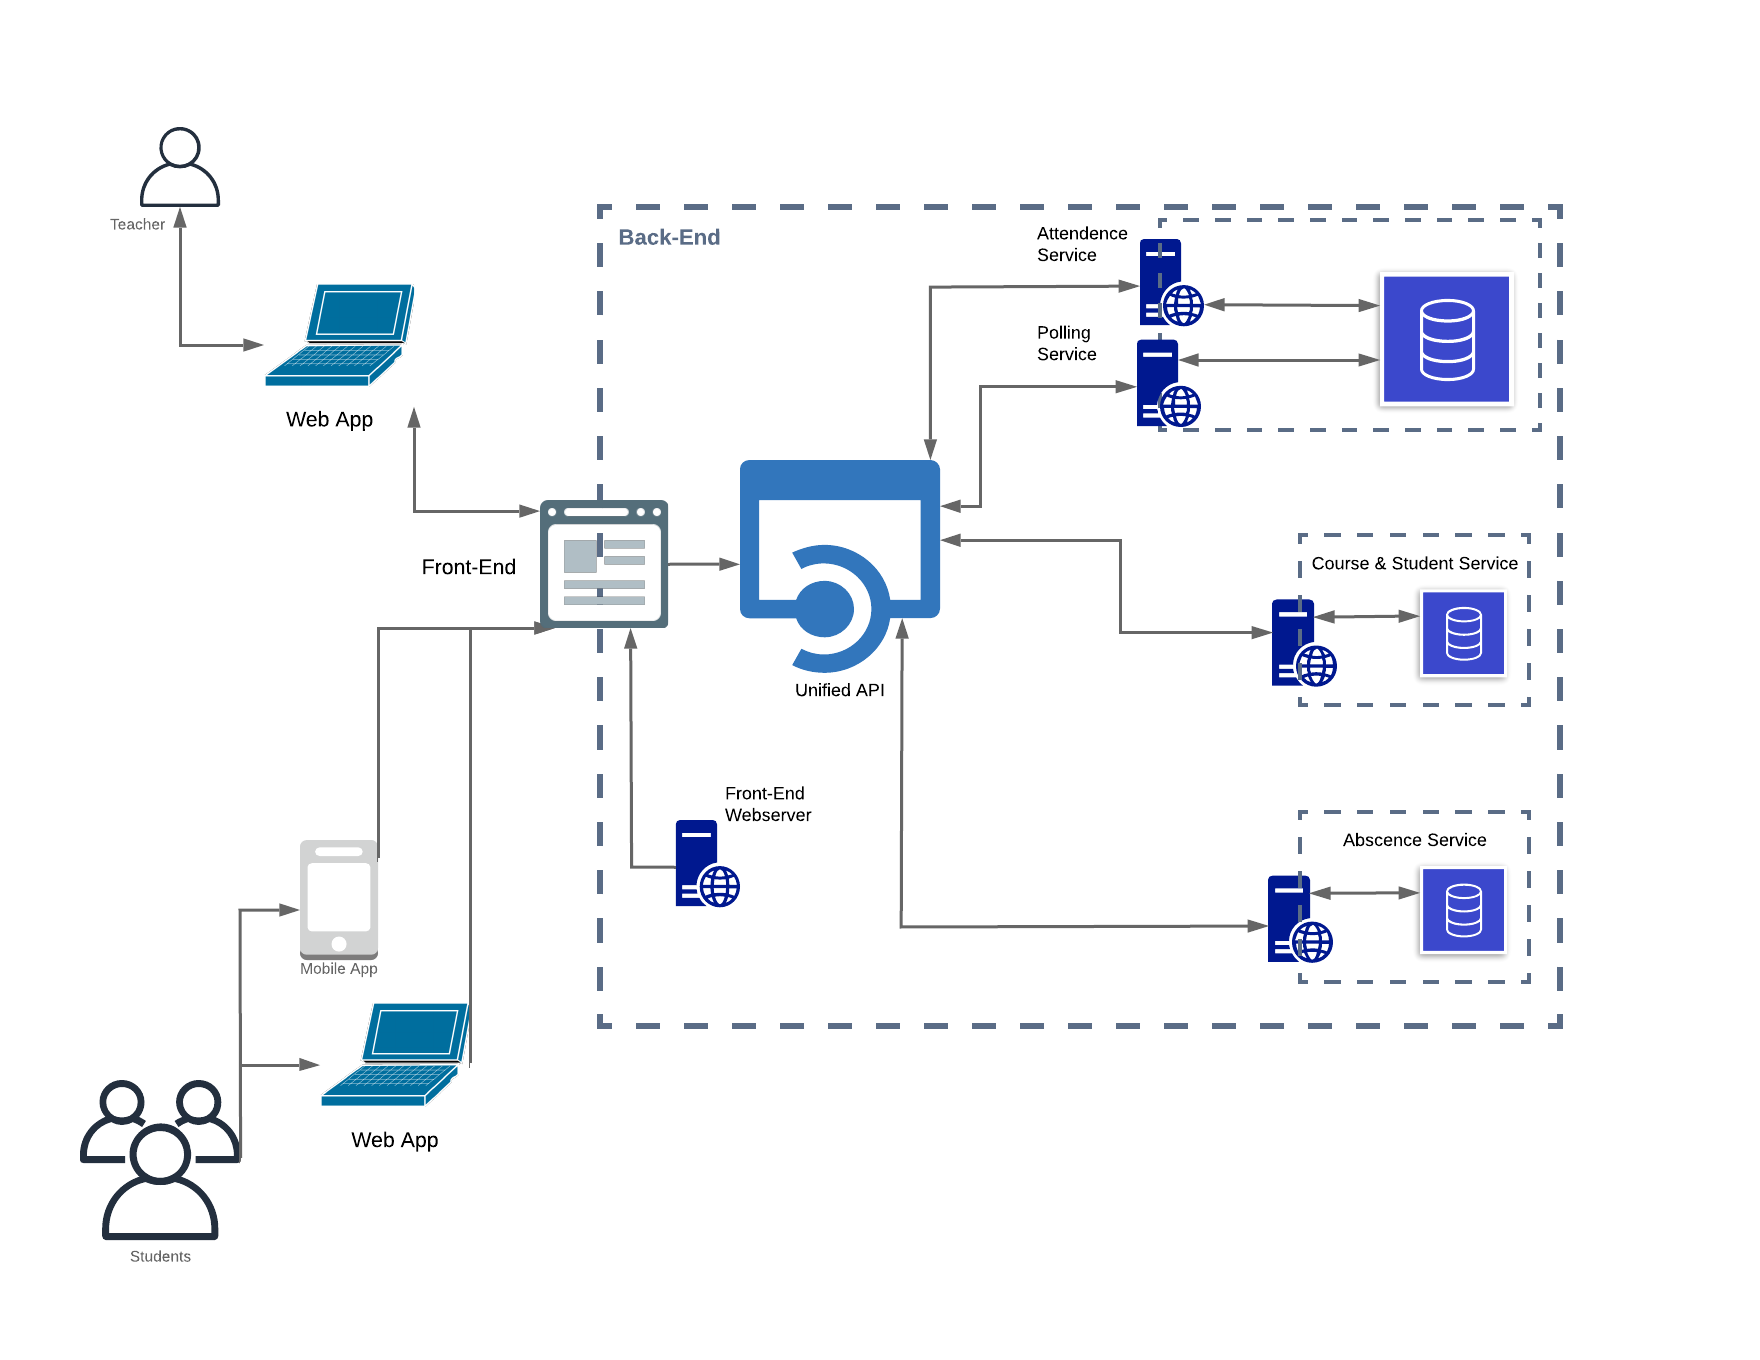 Teacher
Web App
Back-End
Attendence
Service
Polling
Service
Front-End
Unified API
Course & Student Service
Front-End
Webserver
Abscence Service
Mobile App
Web App
Students